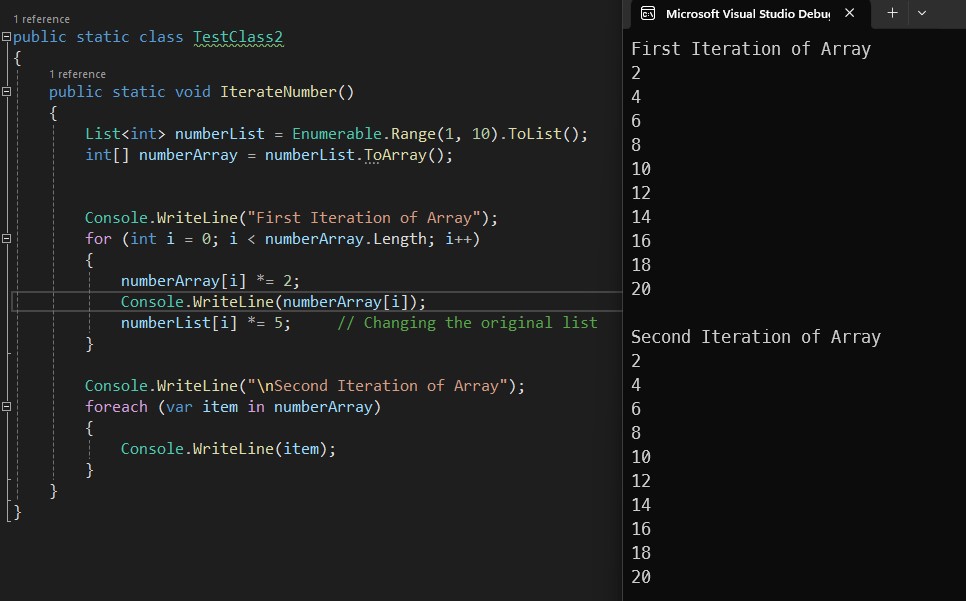 1 reference
public static class TestClass2
{
1 reference
public static void IterateNumber()
{
List<int> numberList = Enumerable.Range(1, 10).ToList();
int[] numberArray = numberList.ToArray();
Console.WriteLine("First Iteration of Array");
for (int i = 0; i < numberArray.Length; i++)
{
numberArray[i] *= 2;
Console.WriteLine(numberArray[i]);
numberList[i] *= 5;     // Changing the original list
}
Console.WriteLine("\nSecond Iteration of Array");
foreach (var item in numberArray)
{
Console.WriteLine(item);
}
}
}
Microsoft Visual Studio Debu
First Iteration of Array
2
4
6
8
10
12
14
16
18
20
Second Iteration of Array
2
4
6
8
10
12
14
16
18
20